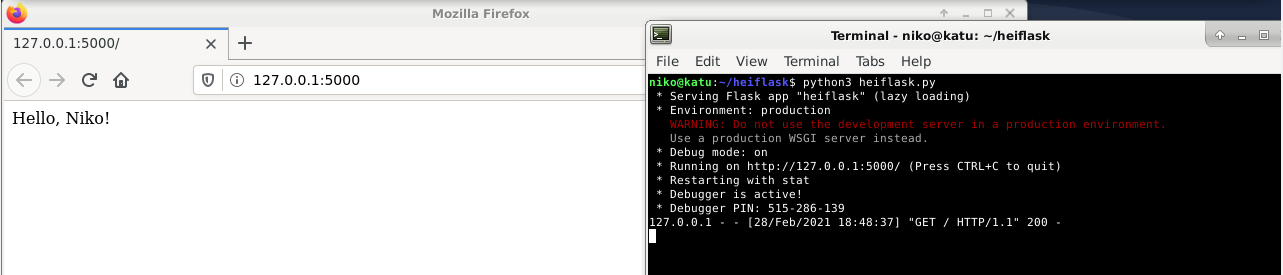 Mozilla Firefox
127.0.0.1:5000/
127.0.0.1:5000
Hello, Niko!
Terminal - niko@katu: ~/heiflask
File Edit View Terminal Tabs Help
niko@katu:~/heiflask$ python3 heiflask.py
* Serving Flask app "heiflask" (lazy loading)
* Environment: production
WARNING: Do not use the development server in a production environment.
Use a production WSGI server instead.
* Debug mode: on
* Running on http://127.0.0.1:5000/ (Press CTRL+C to quit)
* Restarting with stat
* Debugger is active!
* Debugger PIN: 515-286-139
127.0.0.1 - - [28/Feb/2021 18:48:37] "GET / HTTP/1.1" 200 -